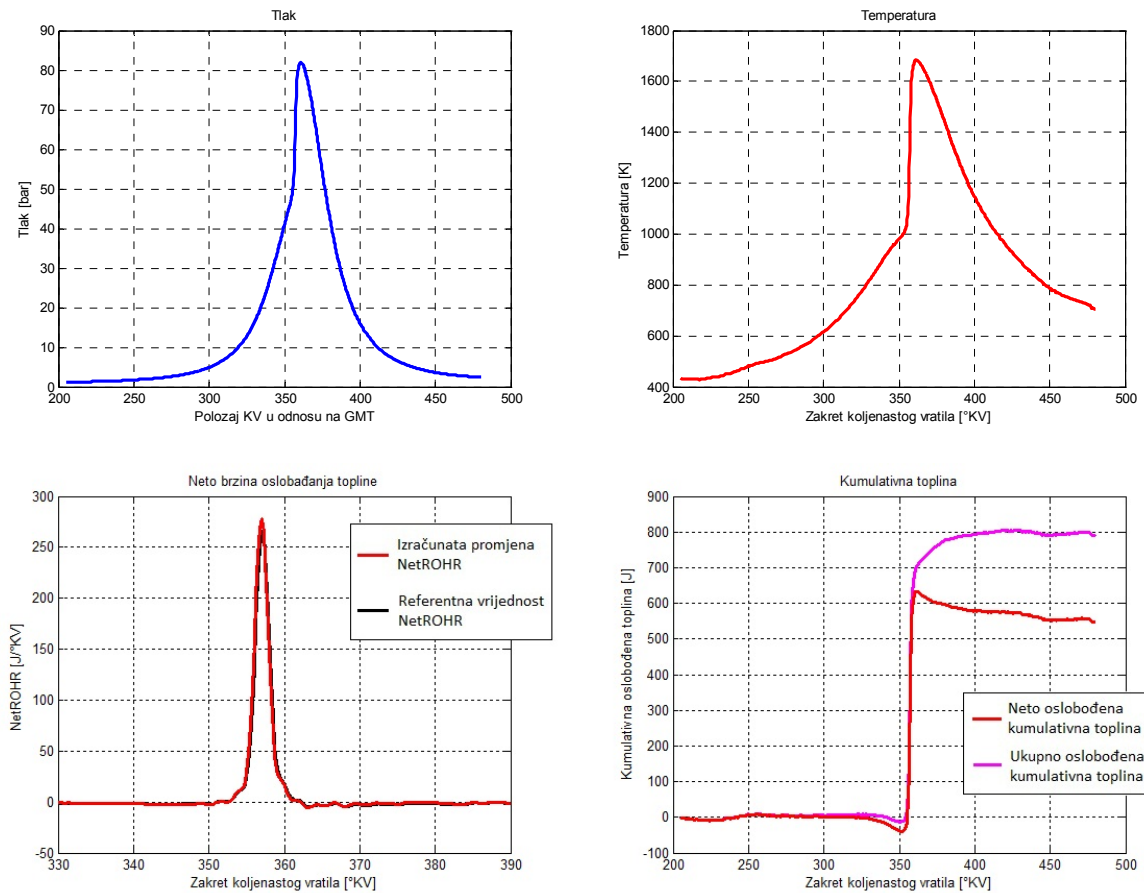 Tlak
90
80
70
60
50
40
30
20
10
0
Tlak [bar]
200 250 300 350 400 450 500
Polozaj KV u odnosu na GMT
Temperatura
1800
1600
1400
1200
1000
800
600
400
Temperatura [K]
200 250 300 350 400 450 500
Zakret koljenastog vratila [°KV]
Neto brzina oslobađanja topline
300
250
200
150
100
50
0
-50
NetROHR [J/°KV]
Izračunata promjena
NetROHR
Referentna vrijednost
NetROHR
330 340 350 360 370 380 390
Zakret koljenastog vratila [°KV]
Kumulativna toplina
900
800
700
600
500
400
300
200
100
0
-100
Kumulativna oslobođena toplina [J]
Neto oslobođena
kumulativna toplina
Ukupno oslobođena
kumulativna toplina
200 250 300 350 400 450 500
Zakret koljenastog vratila [°KV]